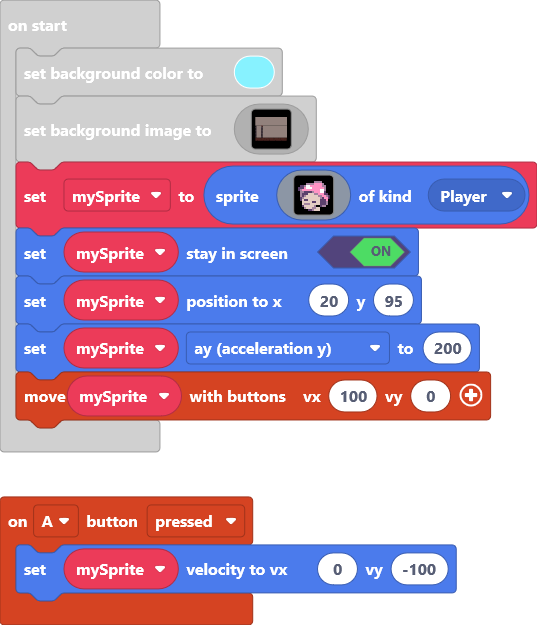 on start
set background color to
set background image to
set mySprite to sprite of kind Player
set mySprite stay in screen ON
set mySprite position to x 20 y 95
set mySprite ay (acceleration y) to 200
move mySprite with buttons vx 100 vy 0
on A button pressed
set mySprite velocity to vx 0 vy -100